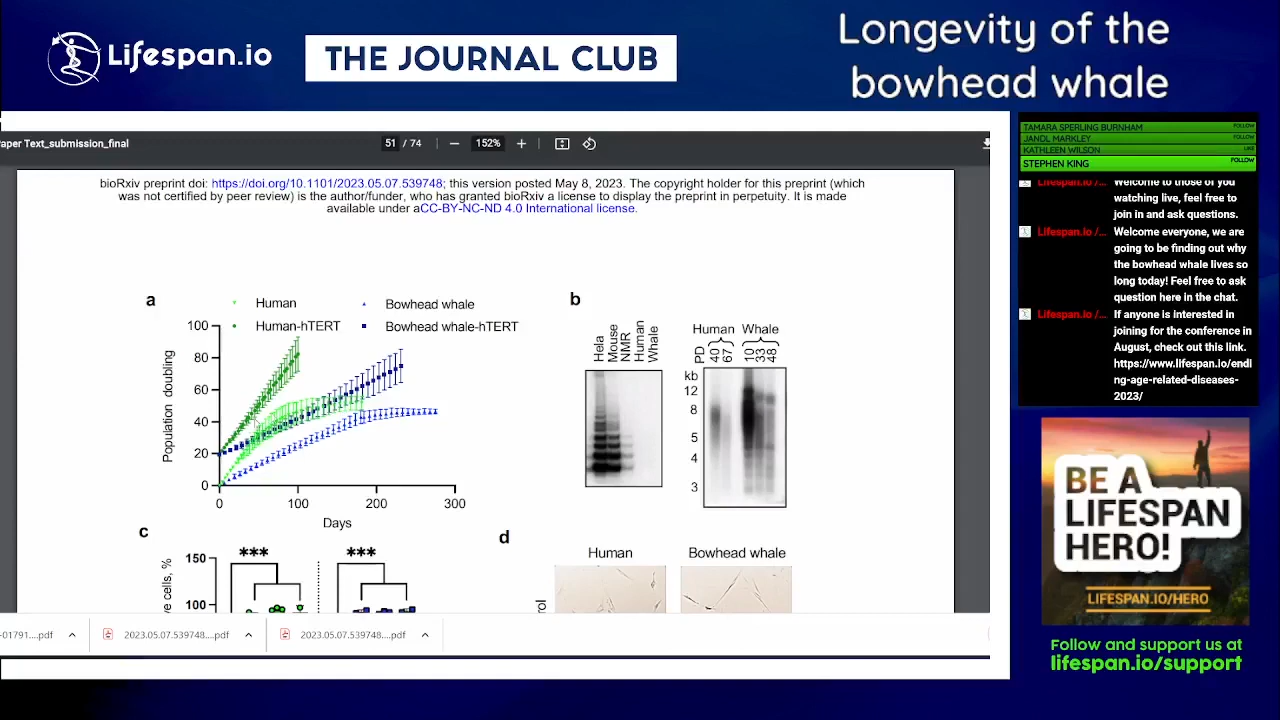 Lifespan.io
THE JOURNAL CLUB
Longevity of the
bowhead whale
aper Text_submission_final
51 / 74
152%
bioRxiv preprint doi: https://doi.org/10.1101/2023.05.07.539748; this version posted May 8, 2023. The copyright holder for this preprint (which
was not certified by peer review) is the author/funder, who has granted bioRxiv a license to display the preprint in perpetuity. It is made
available under aCC-BY-NC-ND 4.0 International license.
a
Human
Bowhead whale
Human-hTERT
Bowhead whale-hTERT
Population doubling
100
80
60
40
20
0
0
100
200
300
Days
b
Hela
Mouse
NMR
Human
Whale
Human Whale
PD
40
67
10
33
48
kb
12
8
5
4
3
c
*** ***
150
100
ve cells, %
d
Human
Bowhead whale
rol
-01791....pdf
2023.05.07.539748....pdf
2023.05.07.539748....pdf
TAMARA SPERLING BURNHAM FOLLOW
JANDL MARKLEY FOLLOW
KATHLEEN WILSON LIKE
STEPHEN KING FOLLOW
Lifespan.io /... Welcome to those of you
watching live, feel free to
join in and ask questions.
Lifespan.io /... Welcome everyone, we are
going to be finding out why
the bowhead whale lives so
long today! Feel free to ask
question here in the chat.
Lifespan.io /... If anyone is interested in
joining for the conference in
August, check out this link.
https://www.lifespan.io/endi
ng-age-related-diseases-
2023/
BE A
LIFESPAN
HERO!
LIFESPAN.IO/HERO
Follow and support us at
lifespan.io/support